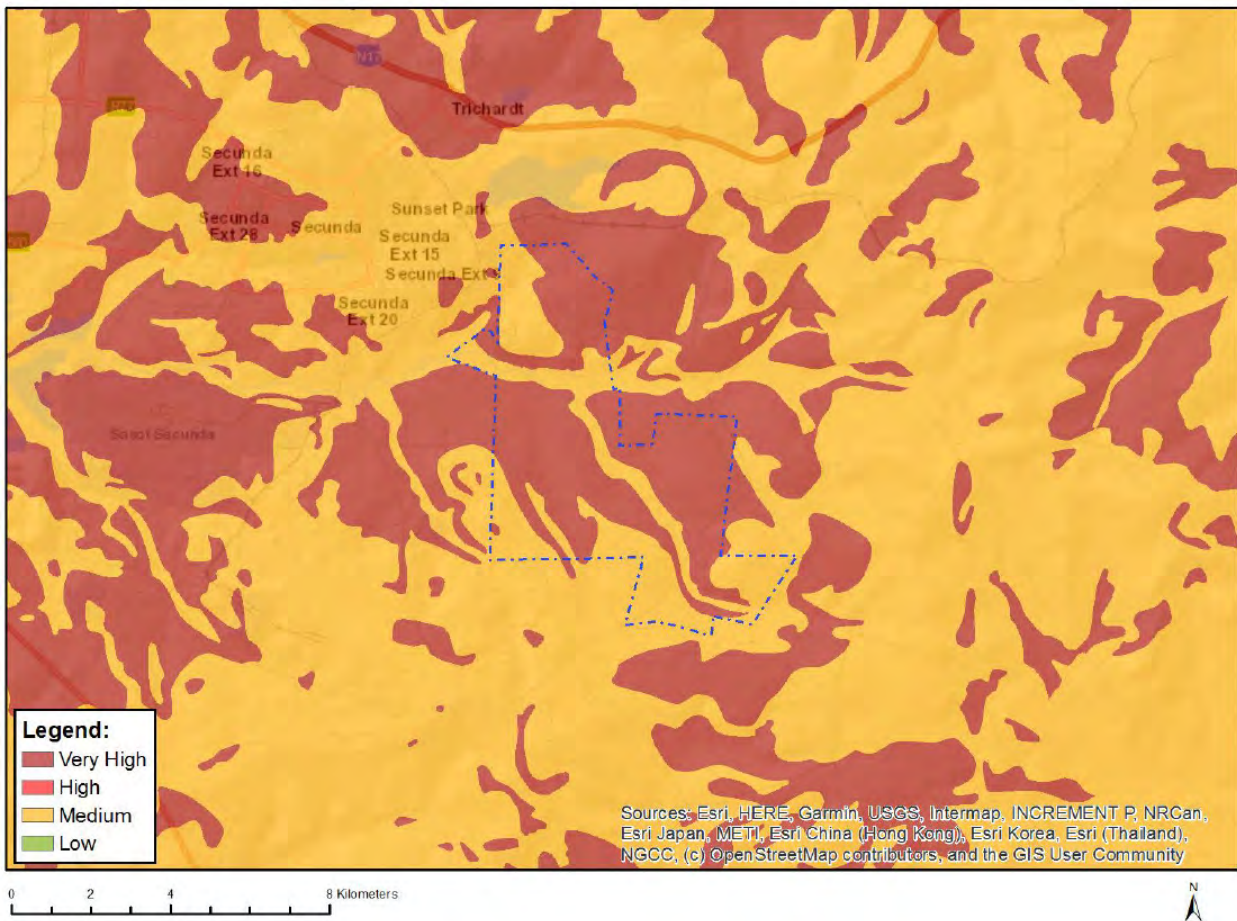 Trichardt
Secunda
Ext 16
Sunset Park
Secunda
Ext 28
Secunda
Secunda
Ext 15
Secunda Ext
Secunda
Ext 20
Sasol Secunda
Legend:
Very High
High
Medium
Low
Sources: Esri, HERE, Garmin, USGS, Intermap, INCREMENT P, NRCan,
Esri Japan, METI, Esri China (Hong Kong), Esri Korea, Esri (Thailand),
NGCC, (c) OpenStreetMap contributors, and the GIS User Community
0 2 4 8 Kilometers
N